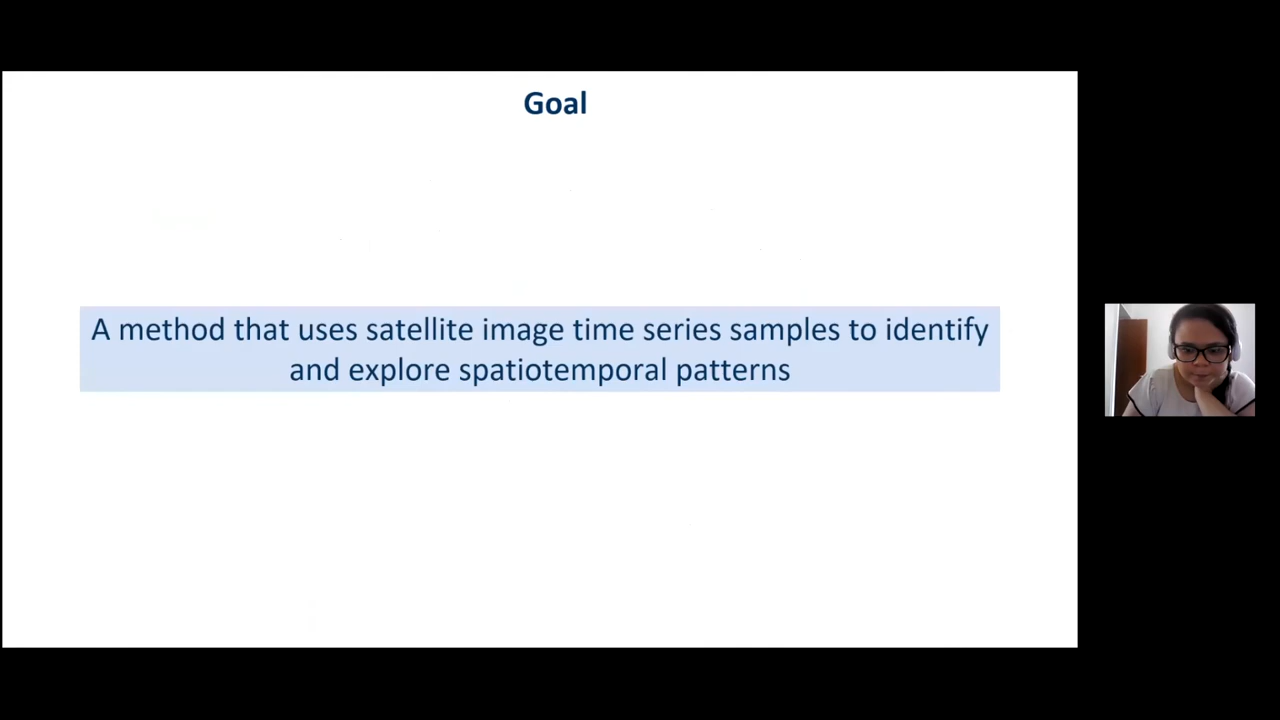 Goal
A method that uses satellite image time series samples to identify
and explore spatiotemporal patterns